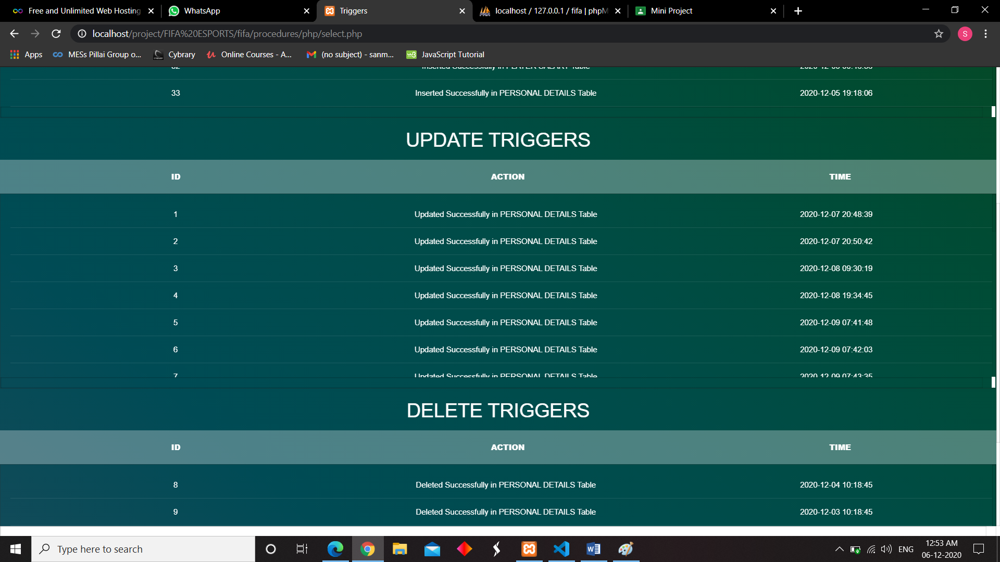 Free and Unlimited Web Hosting
WhatsApp
Triggers
localhost / 127.0.0.1 / fifa | phpM
Mini Project
localhost/project/FIFA%20ESPORTS/fifa/procedures/php/select.php
S
Apps
MESs Pillai Group o...
Cybrary
Online Courses - A...
(no subject) - sanm...
JavaScript Tutorial
33 Inserted Successfully in PERSONAL DETAILS Table 2020-12-05 19:18:06
UPDATE TRIGGERS
ID ACTION TIME
1 Updated Successfully in PERSONAL DETAILS Table 2020-12-07 20:48:39
2 Updated Successfully in PERSONAL DETAILS Table 2020-12-07 20:50:42
3 Updated Successfully in PERSONAL DETAILS Table 2020-12-08 09:30:19
4 Updated Successfully in PERSONAL DETAILS Table 2020-12-08 19:34:45
5 Updated Successfully in PERSONAL DETAILS Table 2020-12-09 07:41:48
6 Updated Successfully in PERSONAL DETAILS Table 2020-12-09 07:42:03
7 Updated Successfully in PERSONAL DETAILS Table 2020-12-09 07:43:35
DELETE TRIGGERS
ID ACTION TIME
8 Deleted Successfully in PERSONAL DETAILS Table 2020-12-04 10:18:45
9 Deleted Successfully in PERSONAL DETAILS Table 2020-12-03 10:18:45
Type here to search
ENG
12:53 AM
06-12-2020